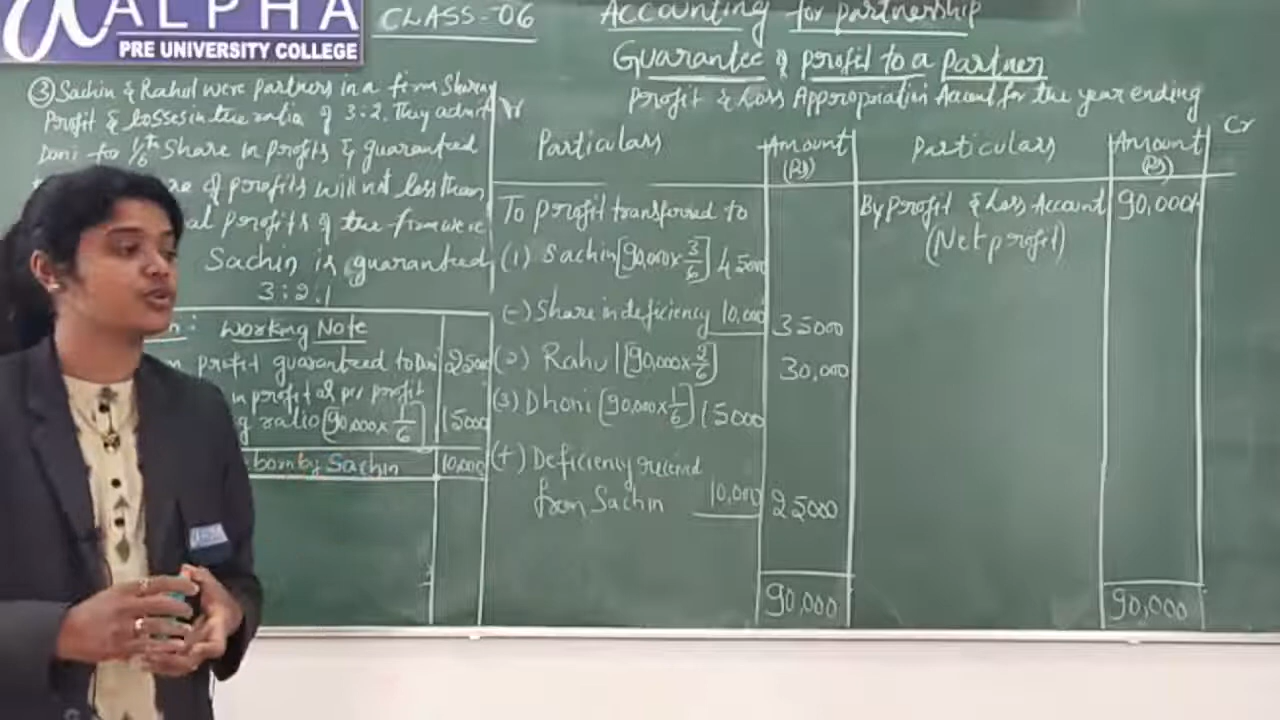 ALPHA
PRE UNIVERSITY COLLEGE
CLASS-06
Accounting for partnership
Guarantee of profit to a partner
Profit & Loss Appropriation Account for the year ending
Cr
③ Sachin & Rahul were partners in a firm Sharing
Profit & losses in the ratio of 3:2. They admit
Doni for 1/6th Share in profits & guaranteed
of profits will not less than
profits of the firm were
Sachin is guaranteed
3:2:1
Working Note
profit guaranteed to Doni 25000
in profit as per profit
ratio [90,000 x 1/6] 15000
born by Sachin 10,000
Particulars Amount (Rs) Particulars Amount (Rs)
To profit transferred to By profit & Loss Account 90,000
(Net profit)
(1) Sachin [90,000 x 3/6] 45000
(-) Share in deficiency 10,000 35000
(2) Rahul [90,000 x 2/6] 30,000
(3) Dhoni [90,000 x 1/6] 15000
(+) Deficiency received
from Sachin 10,000 25000
90,000 90,000